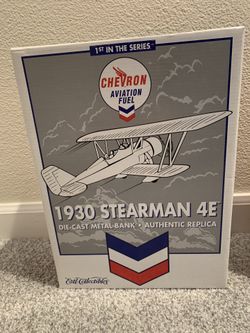 1ST IN THE SERIES
CHEVRON
AVIATION
FUEL
1930 STEARMAN 4E
DIE-CAST METAL-BANK • AUTHENTIC REPLICA
Ertl Collectibles